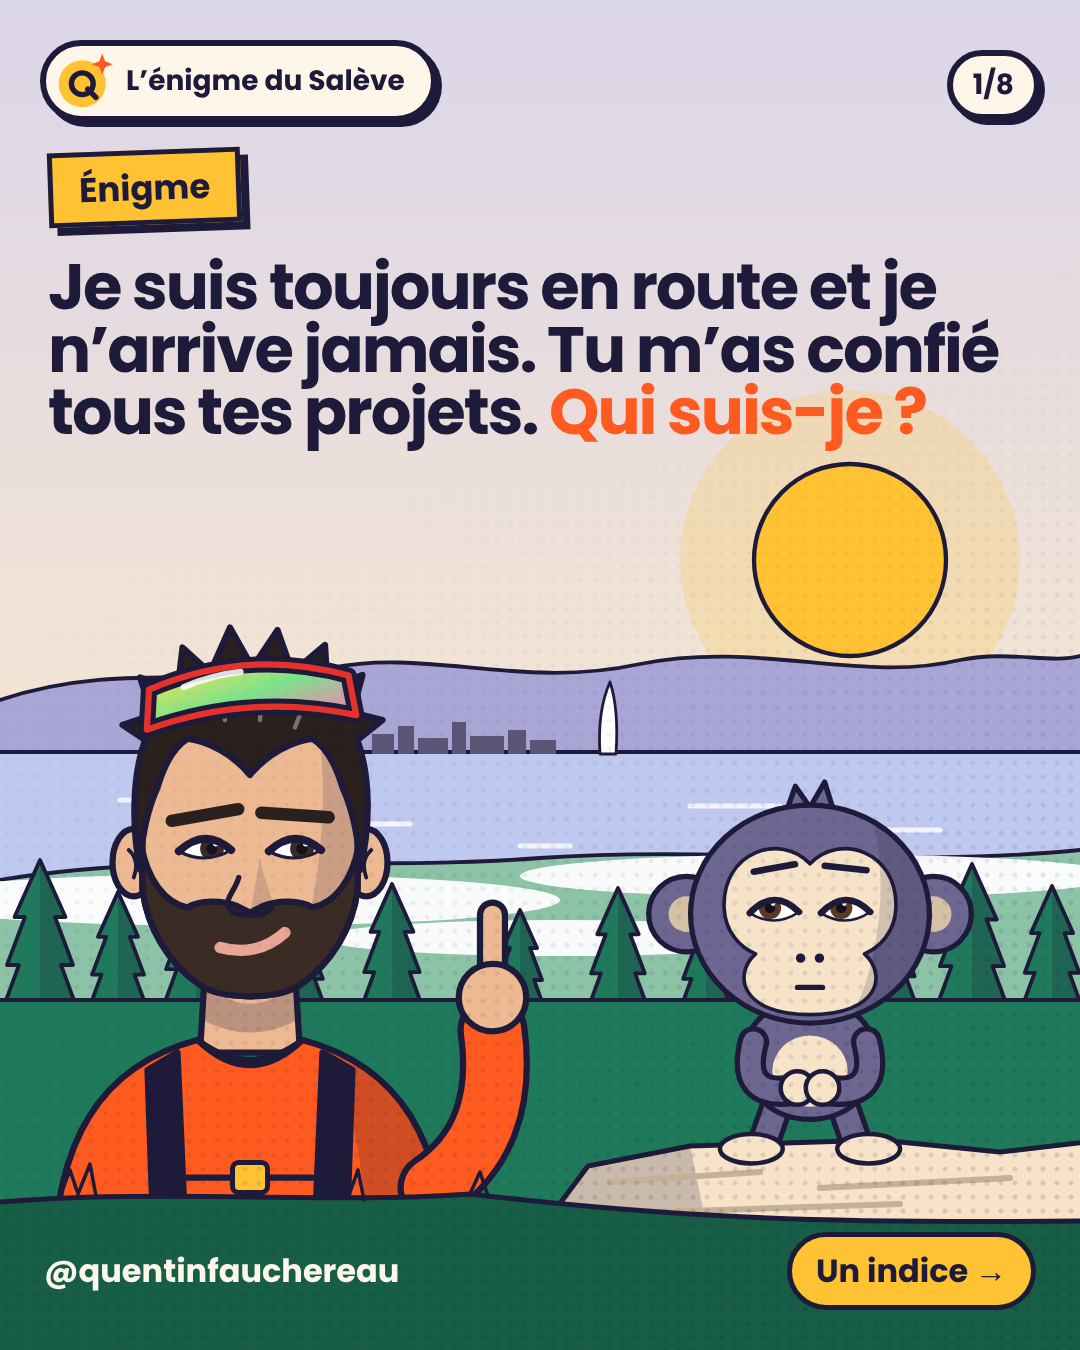 Q
L’énigme du Salève
1/8
Énigme
Je suis toujours en route et je
n’arrive jamais. Tu m’as confié
tous tes projets. Qui suis-je ?
@quentinfauchereau
Un indice →